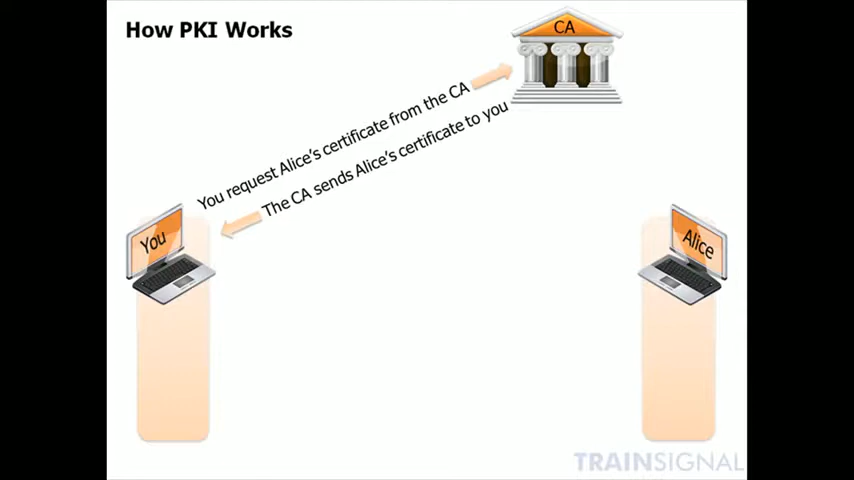 How PKI Works
CA
You request Alice's certificate from the CA
The CA sends Alice's certificate to you
You
Alice
TRAINSIGNAL